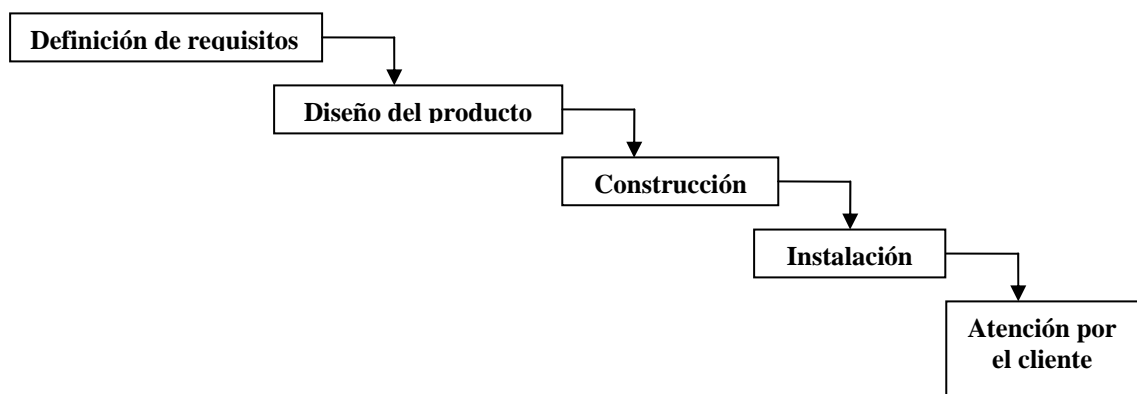 Definición de requisitos
Diseño del producto
Construcción
Instalación
Atención por
el cliente